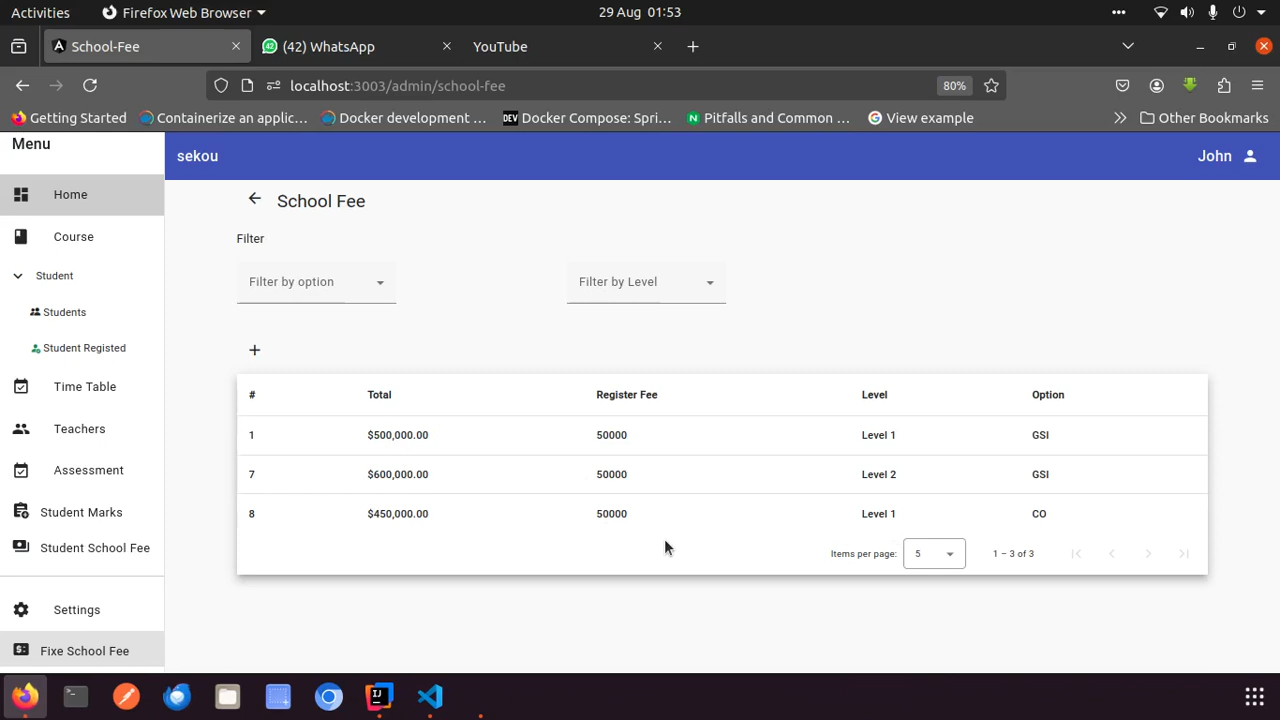 Activities Firefox Web Browser 29 Aug 01:53
School-Fee (42) WhatsApp YouTube
localhost:3003/admin/school-fee 80%
Getting Started Containerize an applic... Docker development ... DEV Docker Compose: Spri... Pitfalls and Common ... View example Other Bookmarks
Menu
sekou John
Home
Course
Student
Students
Student Registed
Time Table
Teachers
Assessment
Student Marks
Student School Fee
Settings
Fixe School Fee
School Fee
Filter
Filter by option Filter by Level
+
# Total Register Fee Level Option
1 $500,000.00 50000 Level 1 GSI
7 $600,000.00 50000 Level 2 GSI
8 $450,000.00 50000 Level 1 CO
Items per page: 5 1 – 3 of 3